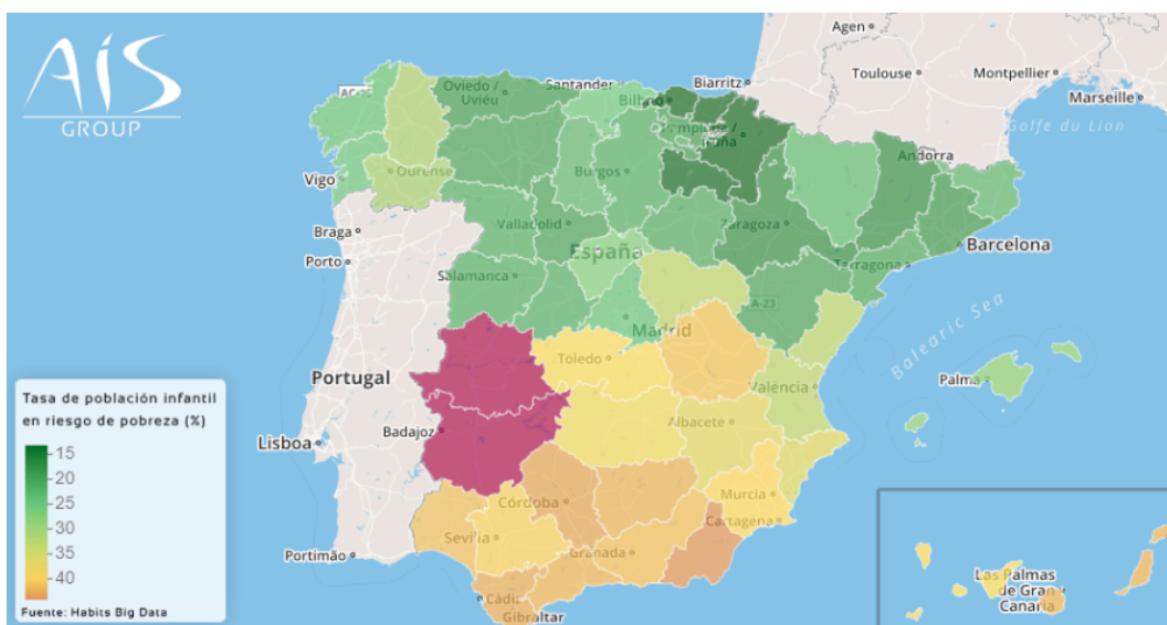 AIS
GROUP
Agen
Toulouse
Montpellier
Marseille
Golfe du Lion
Biarritz
Santander
Bilbao
Oviedo /
Uviéu
Andorra
Vigo
Ourense
Burgos
Braga
Porto
Valladolid
España
Zaragoza
Barcelona
Tarragona
Salamanca
A-23
Madrid
Balearic Sea
Toledo
Portugal
València
Palma
Badajoz
Albacete
Lisboa
Córdoba
Murcia
Cartagena
Sevilla
Granada
Portimão
Cádiz
Gibraltar
Las Palmas
de Gran
Canaria
Tasa de población infantil
en riesgo de pobreza (%)
15
20
25
30
35
40
Fuente: Habits Big Data